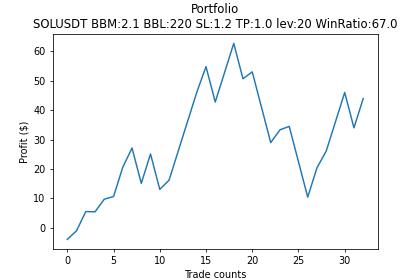 Portfolio
SOLUSDT BBM:2.1 BBL:220 SL:1.2 TP:1.0 lev:20 WinRatio:67.0
Profit ($)
60
50
40
30
20
10
0
0 5 10 15 20 25 30
Trade counts